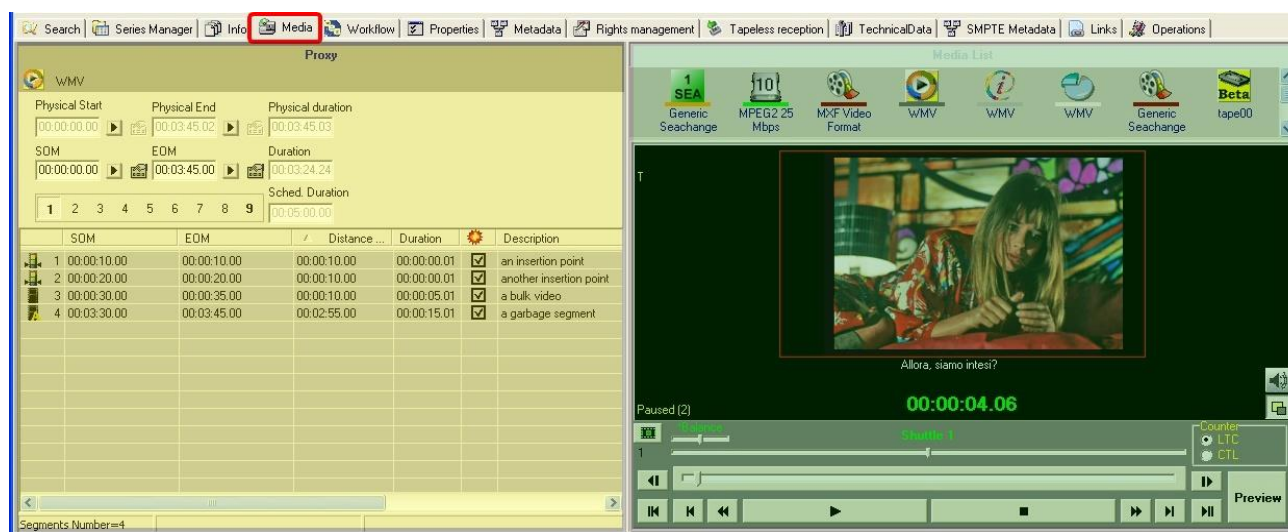 Search Series Manager Info Media Workflow Properties Metadata Rights management Tapeless reception TechnicalData SMPTE Metadata Links Operations
Proxy
WMV
Physical Start Physical End Physical duration
00:00:00.00 00:03:45.02 00:03:45.03
SOM EOM Duration
00:00:00.00 00:03:45.00 00:03:24.24
Sched. Duration
1 2 3 4 5 6 7 8 9 00:05:00.00
SOM EOM Distance ... Duration Description
1 00:00:10.00 00:00:10.00 00:00:10.00 00:00:00.01 an insertion point
2 00:00:20.00 00:00:20.00 00:00:10.00 00:00:00.01 another insertion point
3 00:00:30.00 00:00:35.00 00:00:10.00 00:00:05.01 a bulk video
4 00:03:30.00 00:03:45.00 00:02:55.00 00:00:15.01 a garbage segment
Segments Number=4
Media List
1 SEA
Generic Seachange
10
MPEG2 25 Mbps
MXF Video Format
WMV
WMV
WMV
Generic Seachange
Beta
tape00
T
Allora, siamo intesi?
Paused (2) 00:00:04.06
Balance Shuttle 1 Counter
1 LTC
CTL
Preview